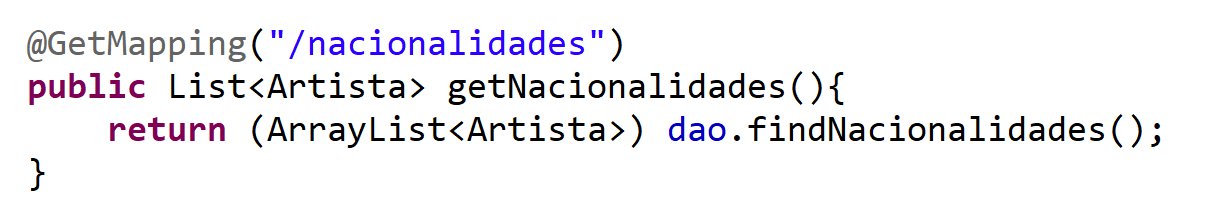 @GetMapping("/nacionalidades")
public List<Artista> getNacionalidades(){
    return (ArrayList<Artista>) dao.findNacionalidades();
}